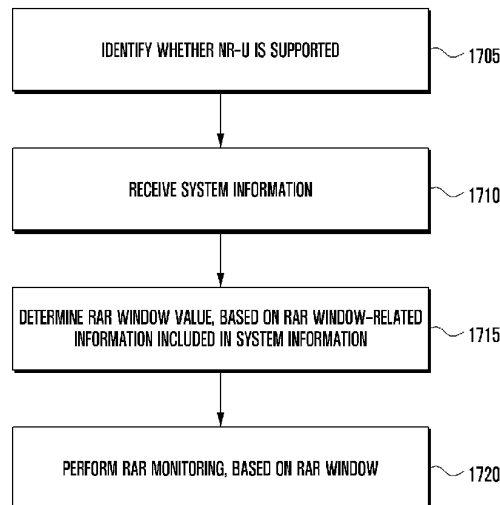 IDENTIFY WHETHER NR-U IS SUPPORTED
1705
RECEIVE SYSTEM INFORMATION
1710
DETERMINE RAR WINDOW VALUE, BASED ON RAR WINDOW-RELATED
INFORMATION INCLUDED IN SYSTEM INFORMATION
1715
PERFORM RAR MONITORING, BASED ON RAR WINDOW
1720